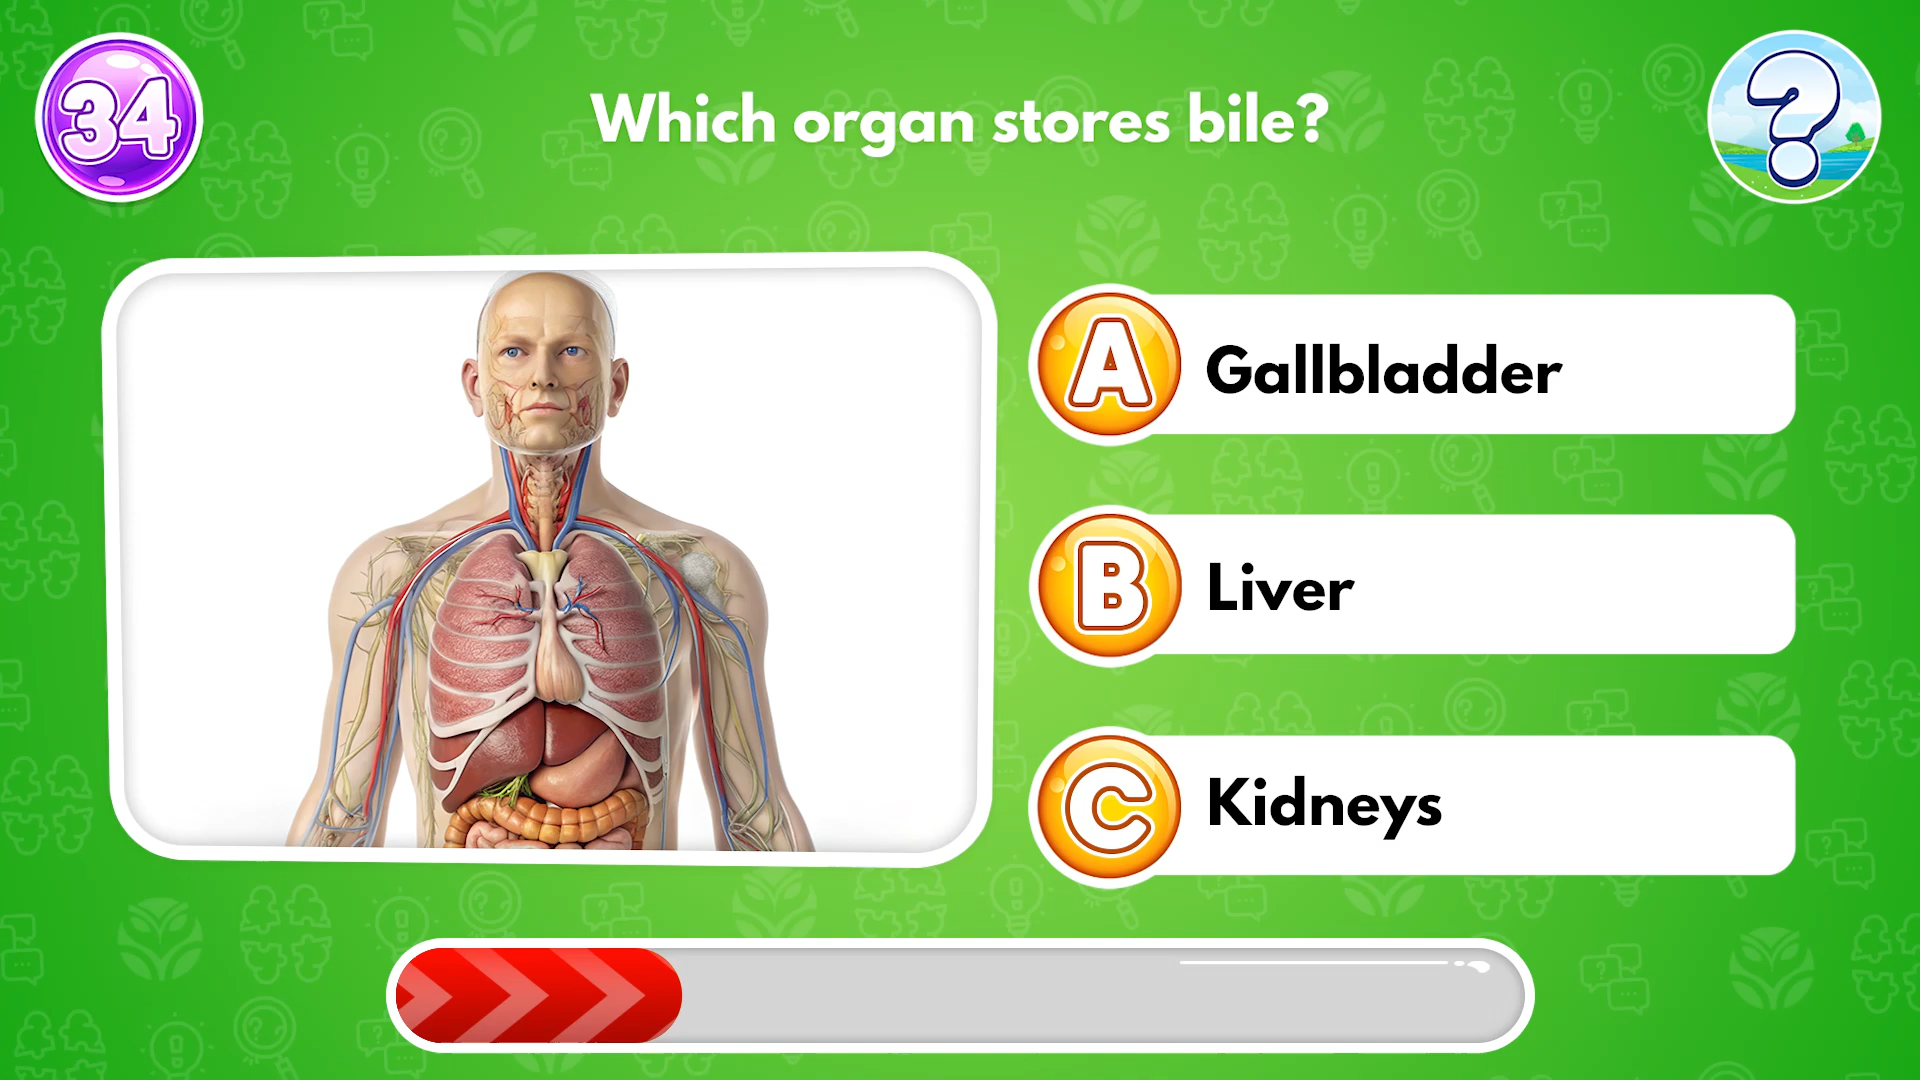 34
Which organ stores bile?
?
A Gallbladder
B Liver
C Kidneys